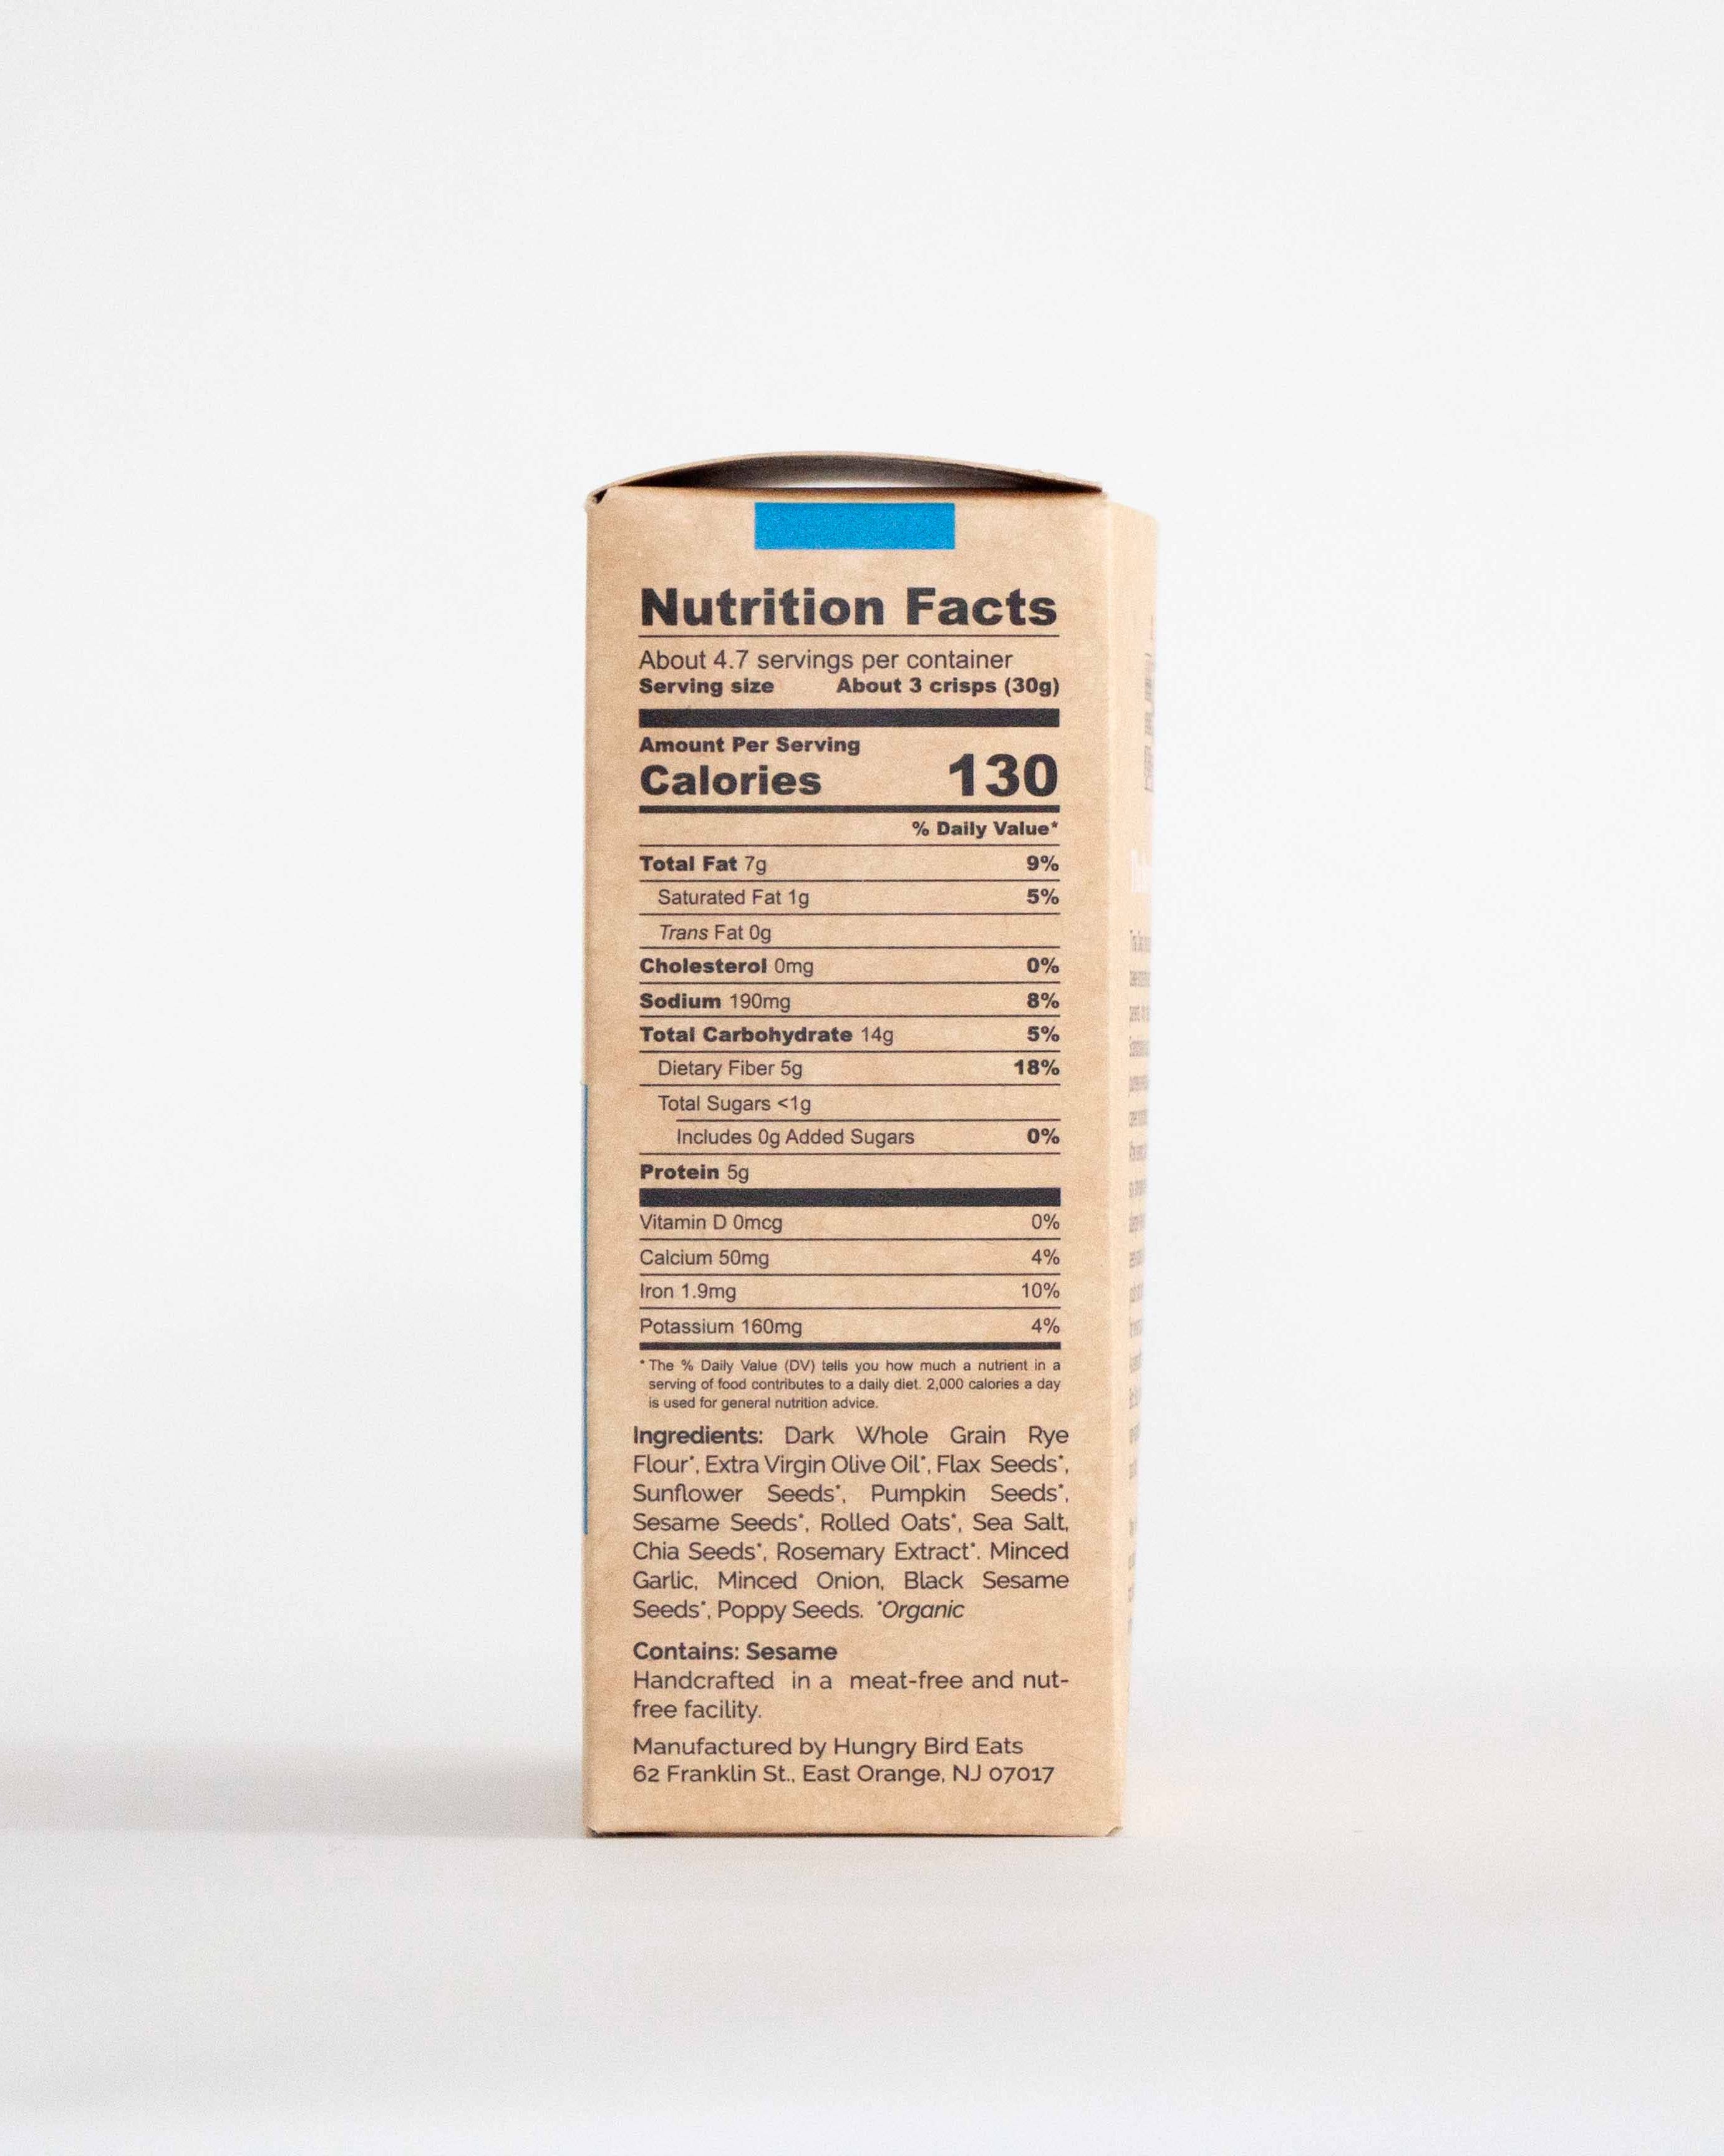 Nutrition Facts
About 4.7 servings per container
Serving size About 3 crisps (30g)
Amount Per Serving
Calories 130
% Daily Value*
Total Fat 7g 9%
Saturated Fat 1g 5%
Trans Fat 0g
Cholesterol 0mg 0%
Sodium 190mg 8%
Total Carbohydrate 14g 5%
Dietary Fiber 5g 18%
Total Sugars <1g
Includes 0g Added Sugars 0%
Protein 5g
Vitamin D 0mcg 0%
Calcium 50mg 4%
Iron 1.9mg 10%
Potassium 160mg 4%
* The % Daily Value (DV) tells you how much a nutrient in a
serving of food contributes to a daily diet. 2,000 calories a day
is used for general nutrition advice.
Ingredients: Dark Whole Grain Rye
Flour*, Extra Virgin Olive Oil*, Flax Seeds*,
Sunflower Seeds*, Pumpkin Seeds*,
Sesame Seeds*, Rolled Oats*, Sea Salt,
Chia Seeds*, Rosemary Extract*. Minced
Garlic, Minced Onion, Black Sesame
Seeds*, Poppy Seeds. *Organic
Contains: Sesame
Handcrafted in a meat-free and nut-
free facility.
Manufactured by Hungry Bird Eats
62 Franklin St., East Orange, NJ 07017